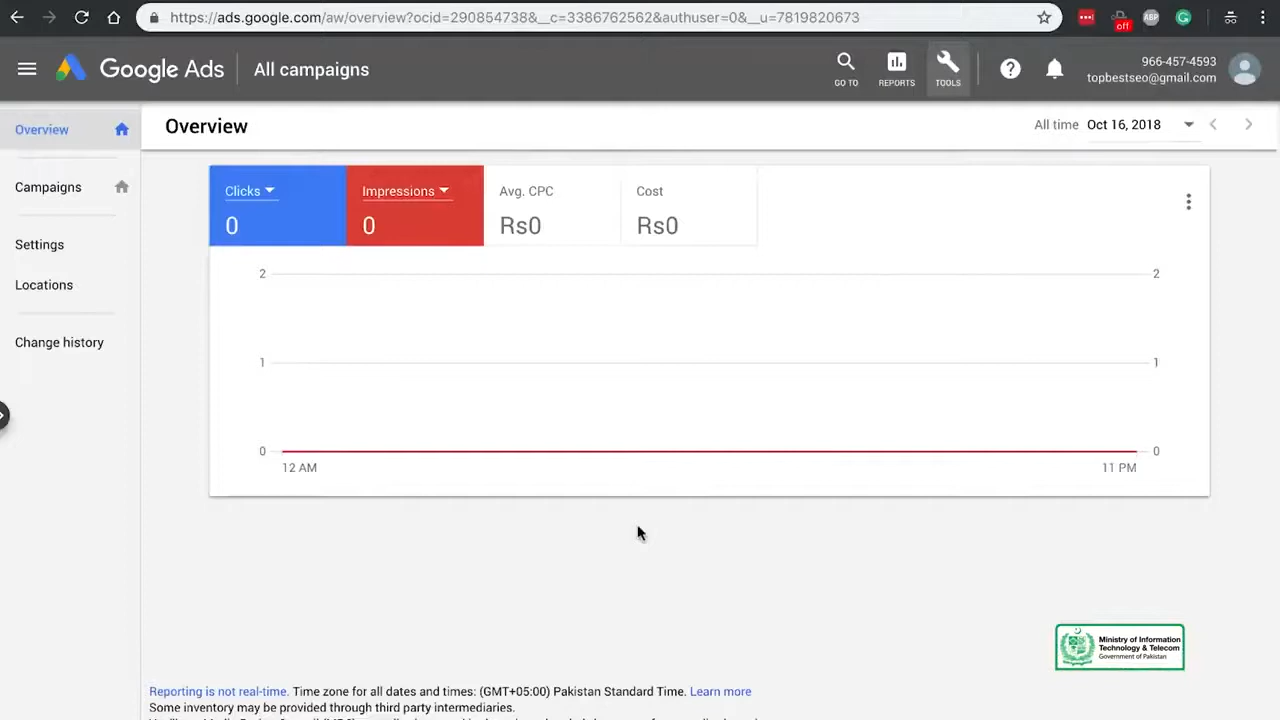 https://ads.google.com/aw/overview?ocid=290854738&__c=3386762562&authuser=0&__u=7819820673
off
ABP
Google Ads
All campaigns
GO TO
REPORTS
TOOLS
966-457-4593
topbestseo@gmail.com
Overview
Campaigns
Settings
Locations
Change history
Overview
All time Oct 16, 2018
Clicks
0
Impressions
0
Avg. CPC
Rs0
Cost
Rs0
2
2
1
1
0
0
12 AM
11 PM
Ministry of Information
Technology & Telecom
Government of Pakistan
Reporting is not real-time. Time zone for all dates and times: (GMT+05:00) Pakistan Standard Time. Learn more
Some inventory may be provided through third party intermediaries.